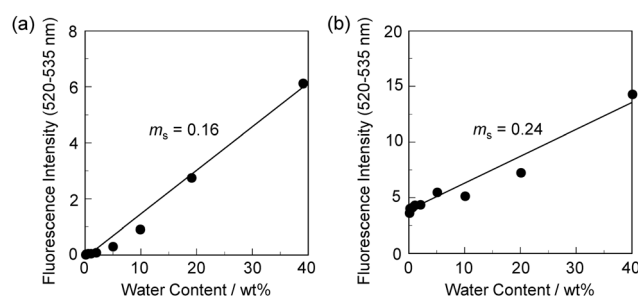 (a)
Fluorescence Intensity (520-535 nm)
8
6
4
2
0
m_s = 0.16
0 10 20 30 40
Water Content / wt%
(b)
Fluorescence Intensity (520-535 nm)
20
15
10
5
0
m_s = 0.24
0 10 20 30 40
Water Content / wt%